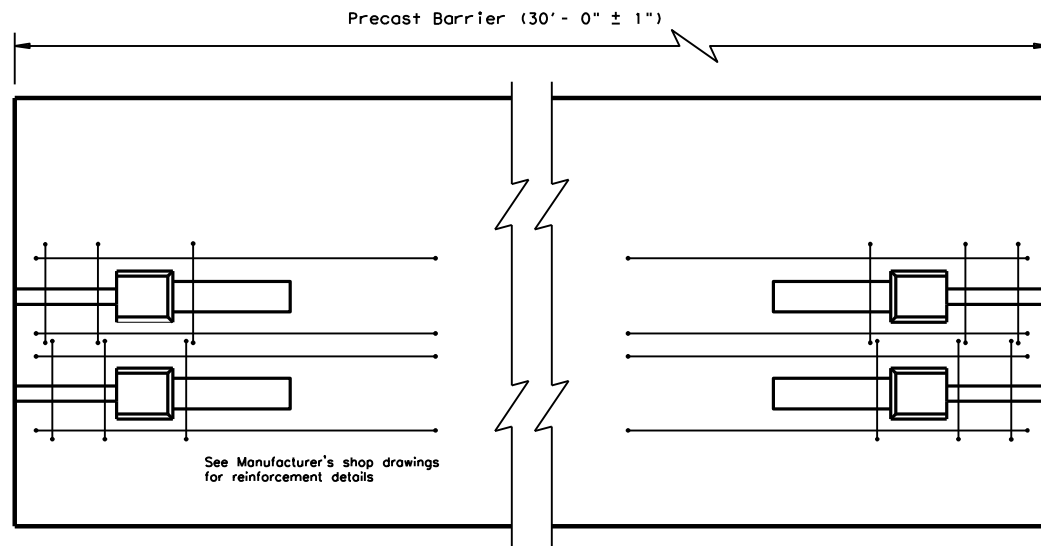 Precast Barrier (30'- 0" ± 1")
See Manufacturer's shop drawings
for reinforcement details